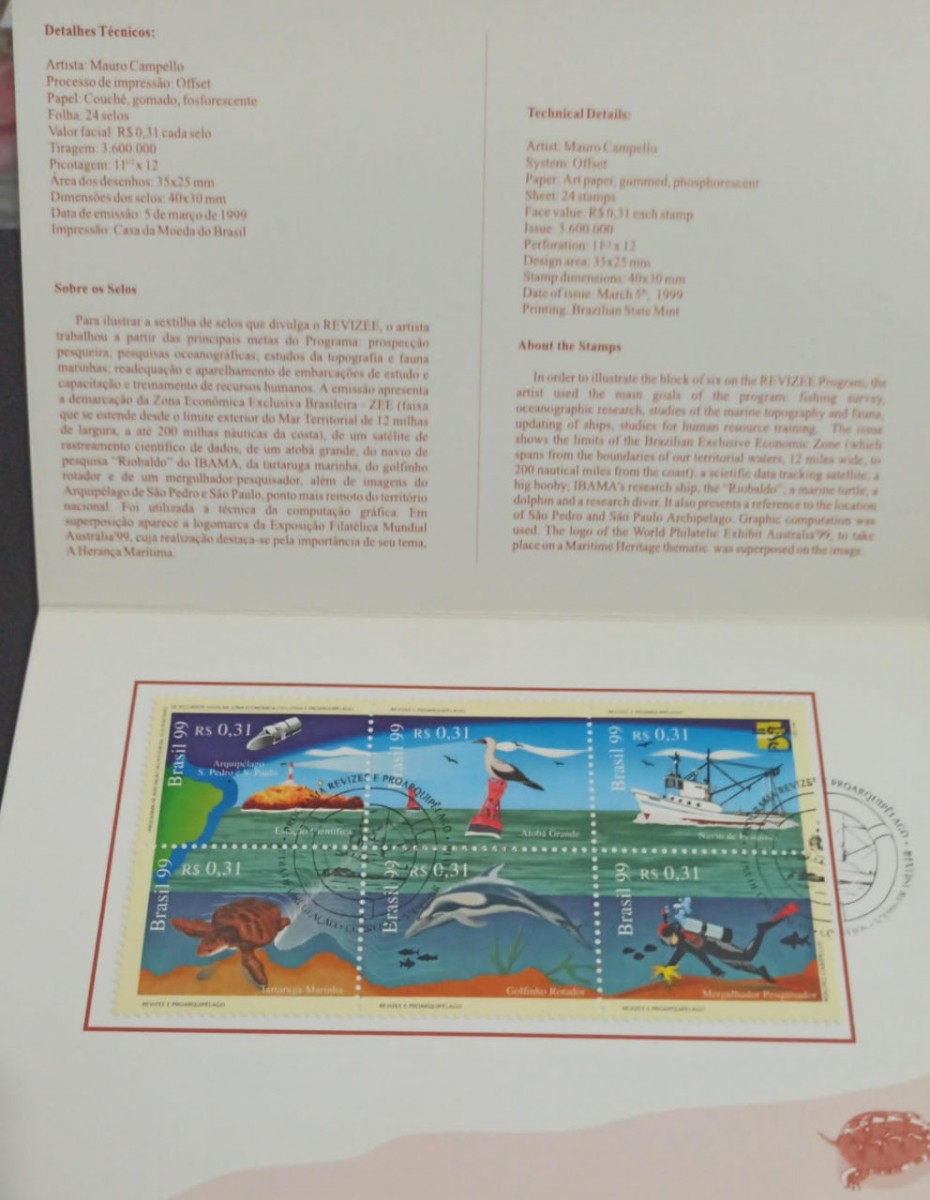 Detalhes Técnicos:
Artista: Mauro Campello
Processo de impressão: Offset
Papel: Couché, gomado, fosforescente
Folha: 24 selos
Valor facial: R$ 0,31 cada selo
Tiragem: 3.600.000
Picotagem: 11 1/2 x 12
Área dos desenhos: 35x25 mm
Dimensões dos selos: 40x30 mm
Data de emissão: 5 de março de 1999
Impressão: Casa da Moeda do Brasil
Sobre os Selos
Para ilustrar a sextilha de selos que divulga o REVIZEE, o artista
trabalhou a partir das principais metas do Programa: prospecção
pesqueira, pesquisas oceanográficas, estudos da topografia e fauna
marinhas; readequação e aparelhamento de embarcações de estudo e
capacitação e treinamento de recursos humanos. A emissão apresenta
a demarcação da Zona Econômica Exclusiva Brasileira - ZEE (faixa
que se estende desde o limite exterior do Mar Territorial de 12 milhas
de largura, a até 200 milhas náuticas da costa), de um satélite de
rastreamento científico de dados, de um atobá grande, do navio de
pesquisa "Riobaldo" do IBAMA, da tartaruga marinha, do golfinho
rotador e de um mergulhador pesquisador, além de imagens do
Arquipélago de São Pedro e São Paulo, ponto mais remoto do território
nacional. Foi utilizada a técnica da computação gráfica. Em
superposição aparece a logomarca da Exposição Filatélica Mundial
Austrália'99, cuja realização destaca-se pela importância de seu tema,
A Herança Marítima.
Technical Details:
Artist: Mauro Campello
System: Offset
Paper: Art paper, gummed, phosphorescent
Sheet: 24 stamps
Face value: R$ 0,31 each stamp
Issue: 3.600.000
Perforation: 11 1/2 x 12
Design area: 35x25 mm
Stamp dimensions: 40x30 mm
Date of issue: March 5th, 1999
Printing: Brazilian State Mint
About the Stamps
In order to illustrate the block of six on the REVIZEE Program, the
artist used the main goals of the program: fishing survey,
oceanographic research, studies of the marine topography and fauna,
updating of ships, studies for human resource training. The issue
shows the limits of the Brazilian Exclusive Economic Zone (which
spans from the boundaries of our territorial waters, 12 miles wide, to
200 nautical miles from the coast); a scietific data tracking satellite; a
big booby; IBAMA's research ship, the "Riobaldo"; a marine turtle; a
dolphin and a research diver. It also presents a reference to the location
of São Pedro and São Paulo Archipelago. Graphic computation was
used. The logo of the World Philatelic Exhibit Australia'99, to take
place on a Maritime Heritage thematic was superposed on the image.
Brasil 99
R$ 0,31
Arquipélago
S. Pedro e S. Paulo
Estação Científica
REVIZEE E PROARQUIPÉLAGO
Brasil 99
R$ 0,31
Atobá Grande
REVIZEE E PROARQUIPÉLAGO
Brasil 99
R$ 0,31
Navio de
Brasil 99
R$ 0,31
Tartaruga Marinha
REVIZEE E PROARQUIPÉLAGO
Brasil 99
R$ 0,31
Golfinho Rotador
REVIZEE E PROARQUIPÉLAGO
Brasil 99
R$ 0,31
Mergulhador Pesquisador
REVIZEE E PROARQUIPÉLAGO
REVIZEE E PROARQUIPÉLAGO
REVIZEE PROARQUIPÉLAGO